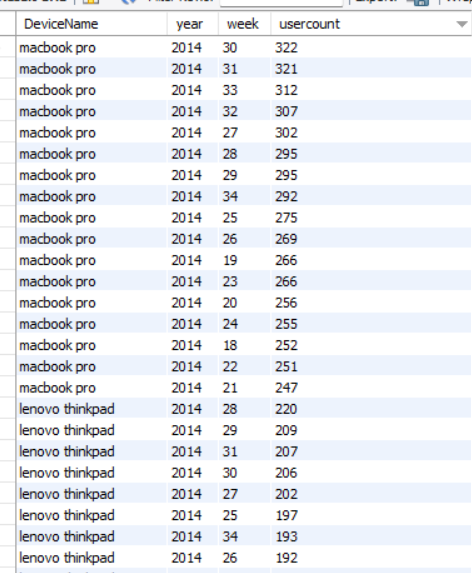 DeviceName year week usercount
macbook pro 2014 30 322
macbook pro 2014 31 321
macbook pro 2014 33 312
macbook pro 2014 32 307
macbook pro 2014 27 302
macbook pro 2014 28 295
macbook pro 2014 29 295
macbook pro 2014 34 292
macbook pro 2014 25 275
macbook pro 2014 26 269
macbook pro 2014 19 266
macbook pro 2014 23 266
macbook pro 2014 20 256
macbook pro 2014 24 255
macbook pro 2014 18 252
macbook pro 2014 22 251
macbook pro 2014 21 247
lenovo thinkpad 2014 28 220
lenovo thinkpad 2014 29 209
lenovo thinkpad 2014 31 207
lenovo thinkpad 2014 30 206
lenovo thinkpad 2014 27 202
lenovo thinkpad 2014 25 197
lenovo thinkpad 2014 34 193
lenovo thinkpad 2014 26 192